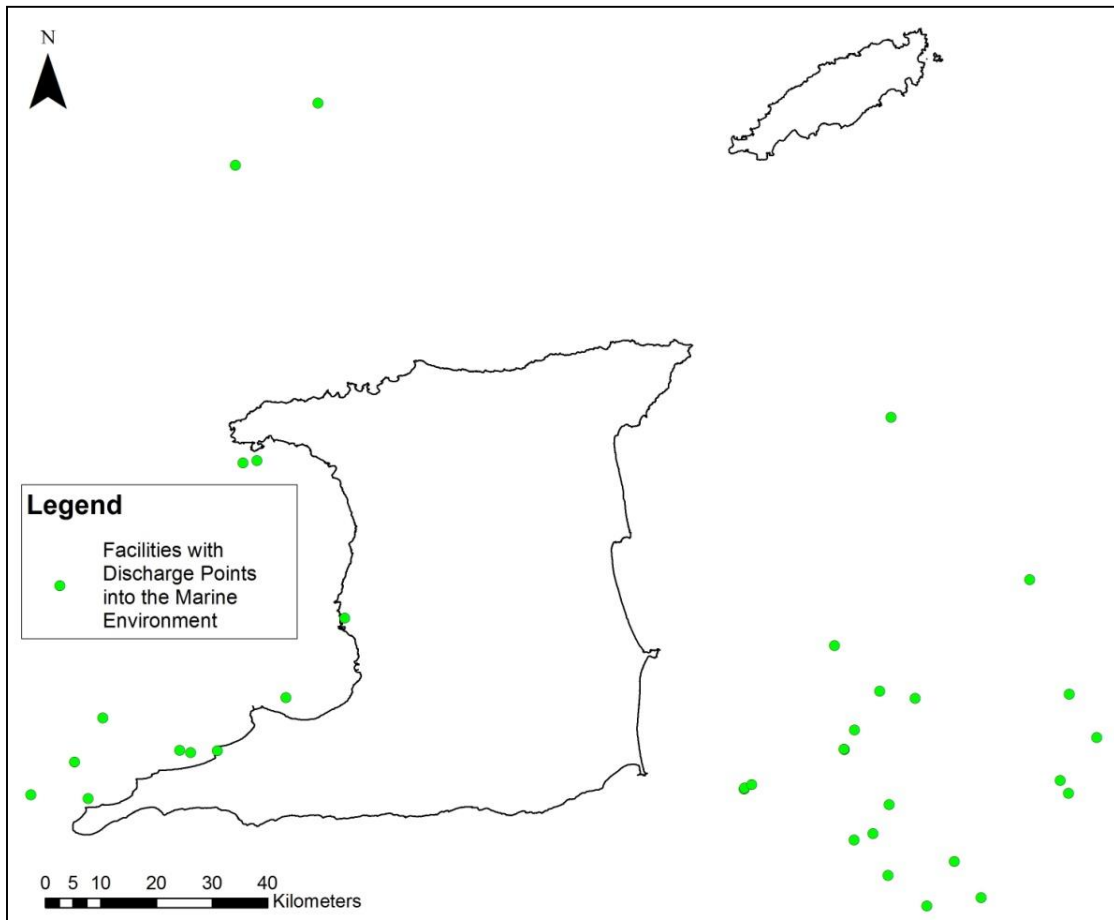 N
Legend
Facilities with
Discharge Points
into the Marine
Environment
0 5 10 20 30 40
Kilometers